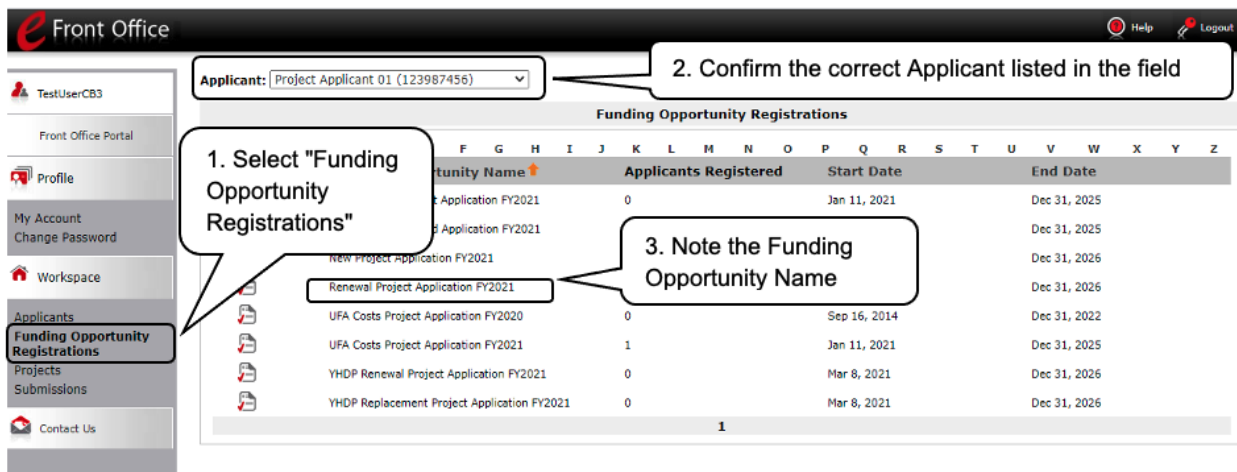 e Front Office
Help
Logout
Applicant: Project Applicant 01 (123987456)
2. Confirm the correct Applicant listed in the field
TestUserCB3
Front Office Portal
Profile
My Account
Change Password
Workspace
Applicants
Funding Opportunity
Registrations
Projects
Submissions
Contact Us
1. Select "Funding
Opportunity
Registrations"
Funding Opportunity Registrations
F G H I J K L M N O P Q R S T U V W X Y Z
Name Applicants Registered Start Date End Date
Application FY2021 0 Jan 11, 2021 Dec 31, 2025
Application FY2021 Dec 31, 2025
New Project Application FY2021 Dec 31, 2026
3. Note the Funding
Opportunity Name
Renewal Project Application FY2021 Dec 31, 2026
UFA Costs Project Application FY2020 0 Sep 16, 2014 Dec 31, 2022
UFA Costs Project Application FY2021 1 Jan 11, 2021 Dec 31, 2025
YHDP Renewal Project Application FY2021 0 Mar 8, 2021 Dec 31, 2026
YHDP Replacement Project Application FY2021 0 Mar 8, 2021 Dec 31, 2026
1